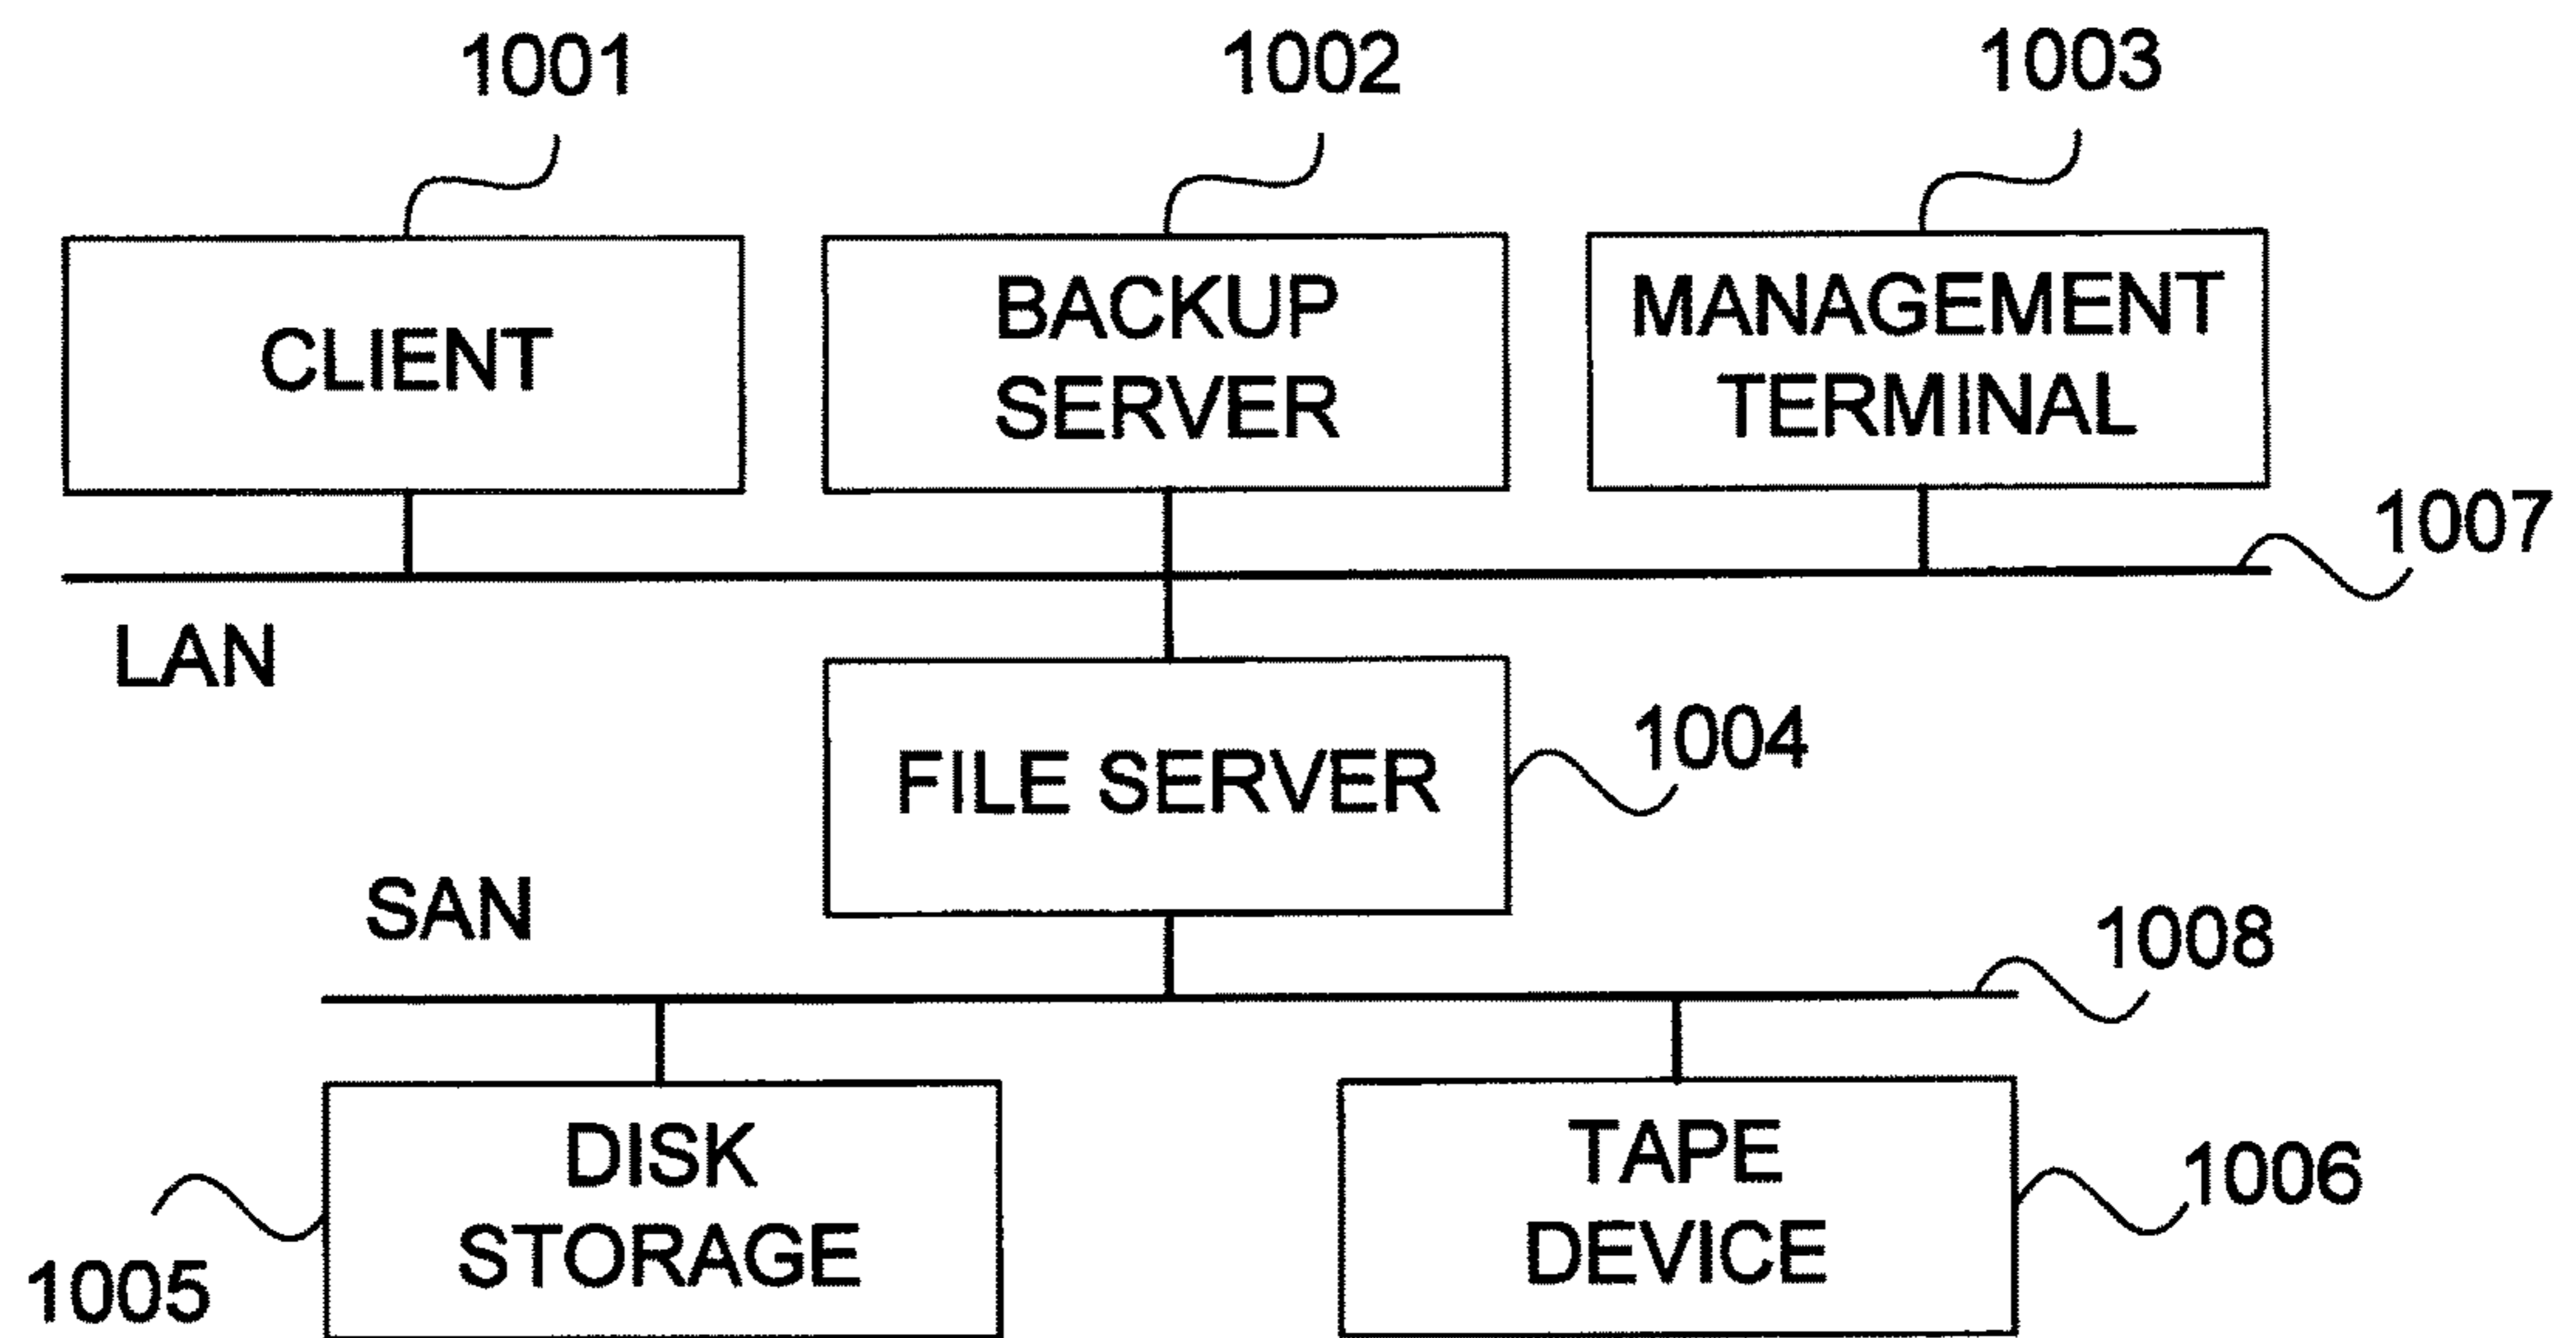 1001
1002
1003
CLIENT
BACKUP
SERVER
MANAGEMENT
TERMINAL
1007
LAN
FILE SERVER
1004
SAN
1008
DISK
STORAGE
TAPE
DEVICE
1005
1006